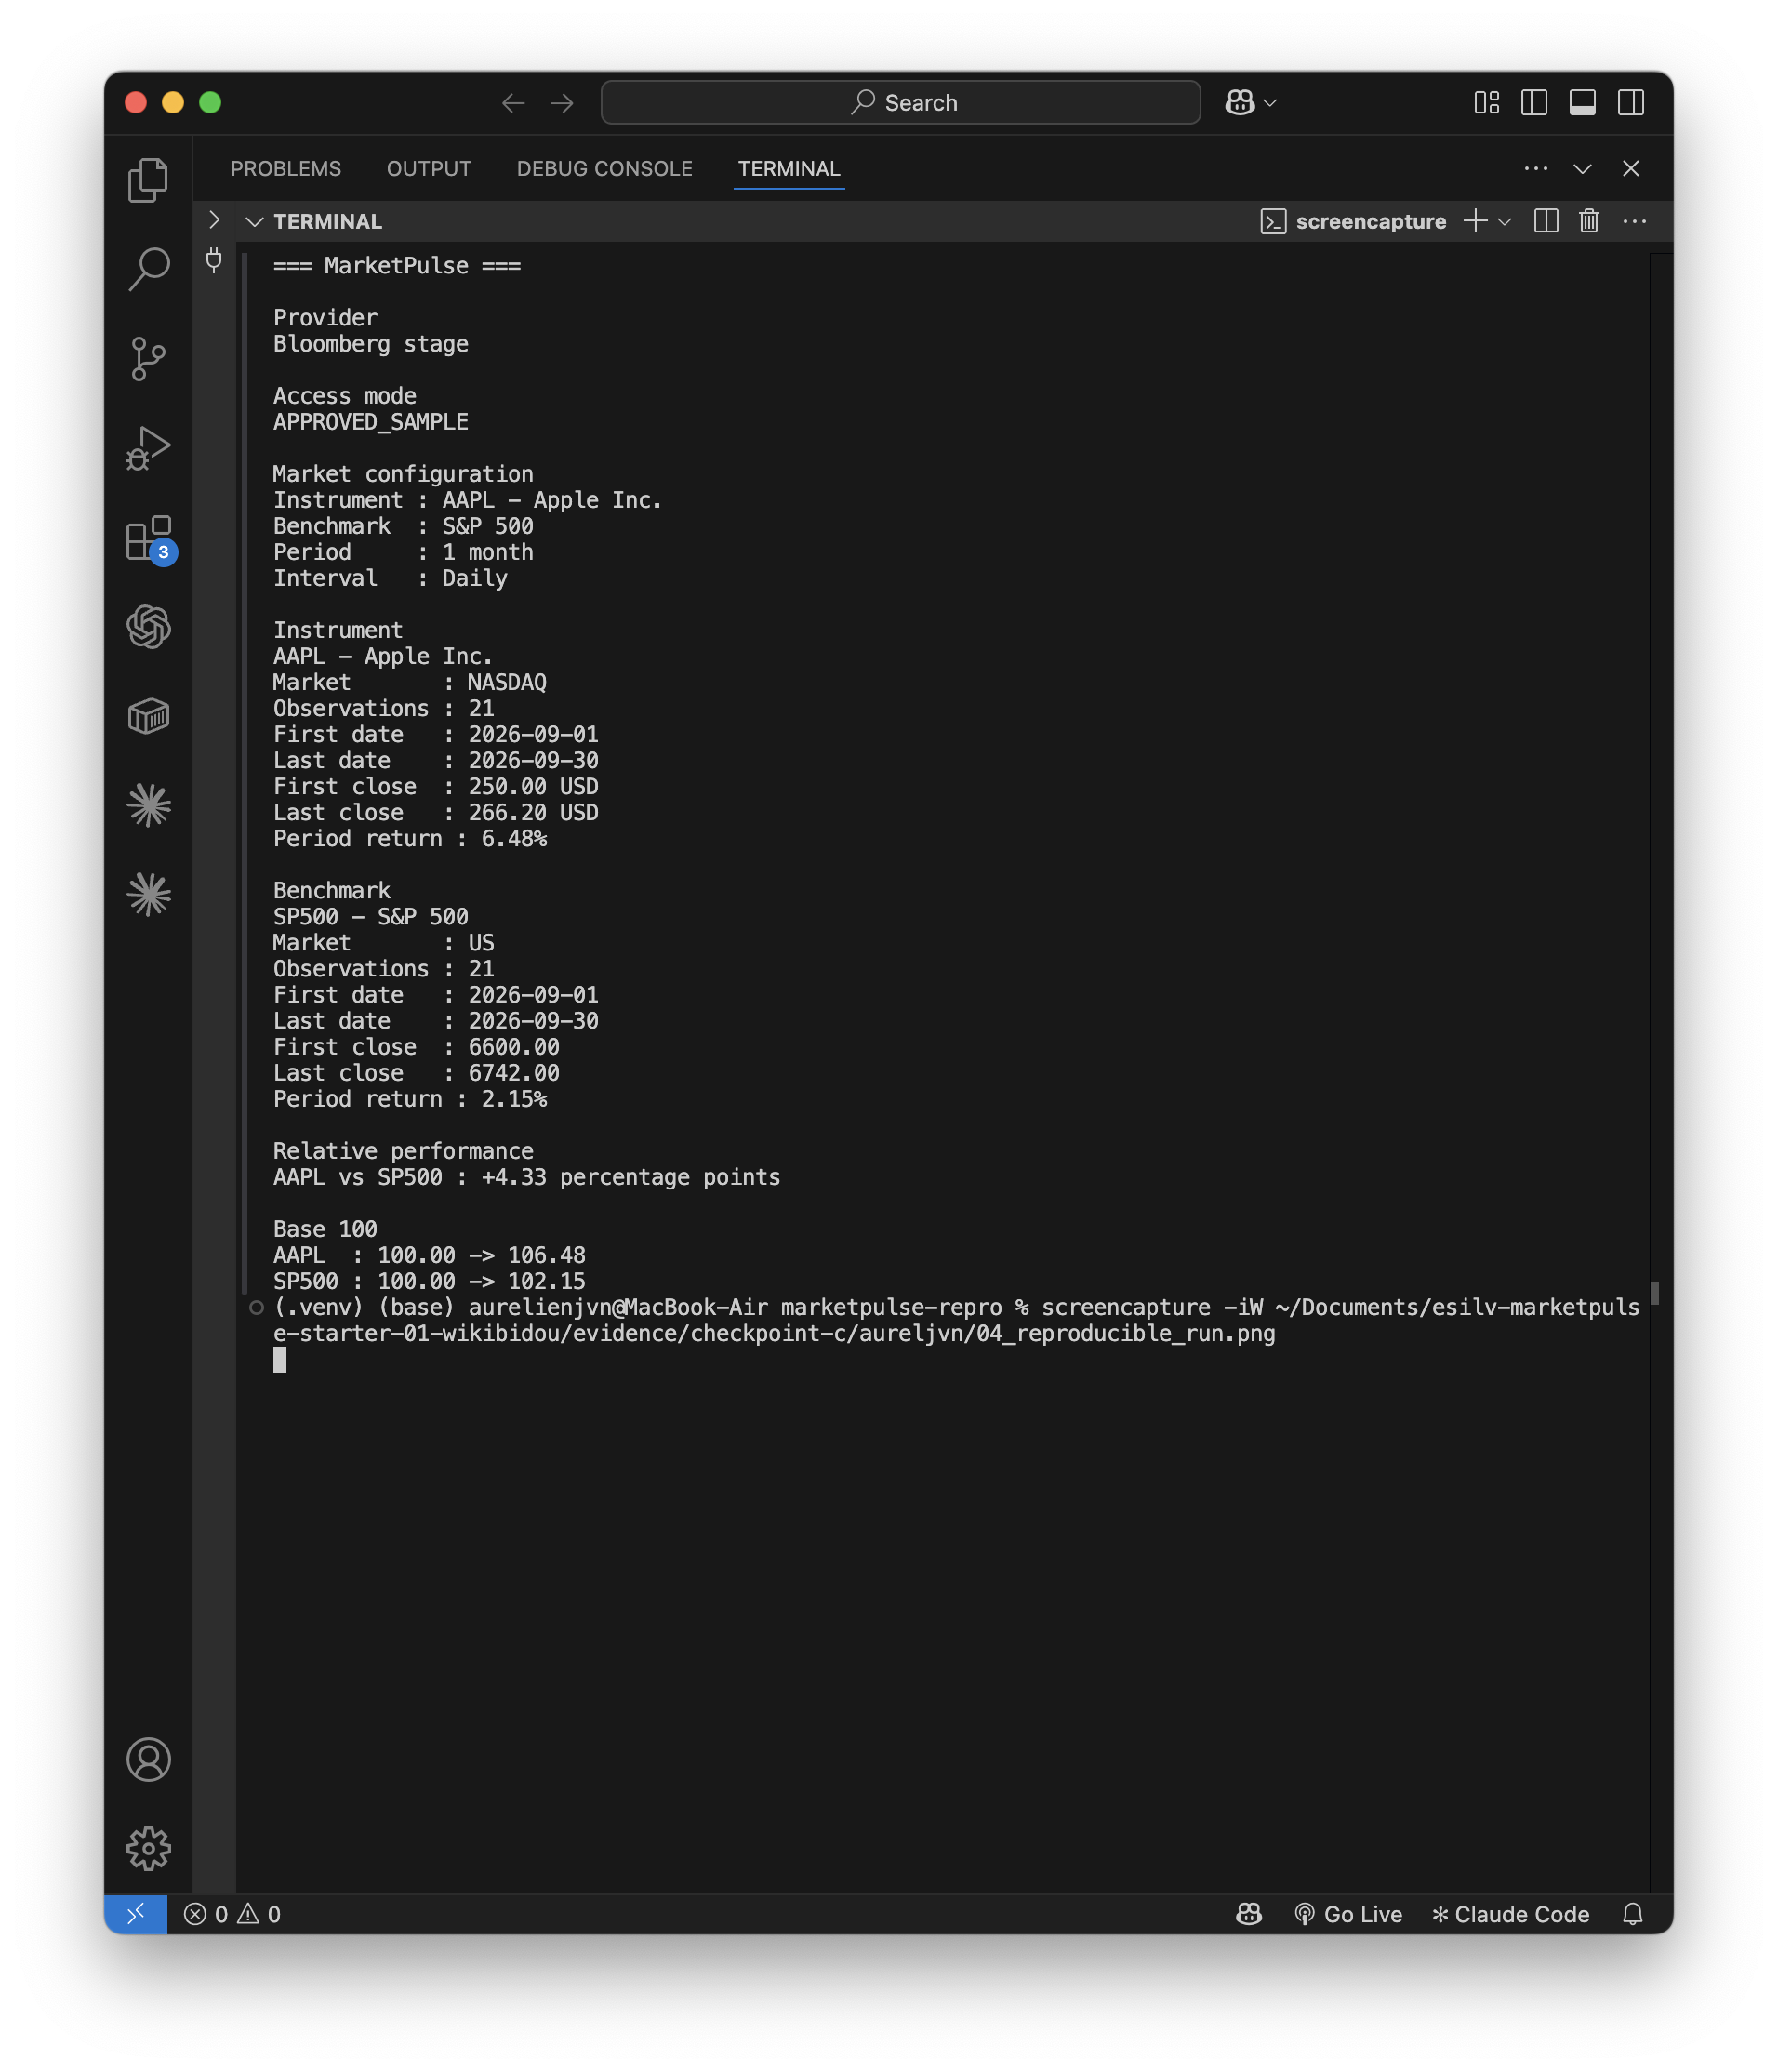 Search
PROBLEMS OUTPUT DEBUG CONSOLE TERMINAL
TERMINAL screencapture
=== MarketPulse ===
Provider
Bloomberg stage
Access mode
APPROVED_SAMPLE
Market configuration
Instrument : AAPL - Apple Inc.
Benchmark  : S&P 500
Period     : 1 month
Interval   : Daily
3
Instrument
AAPL - Apple Inc.
Market       : NASDAQ
Observations : 21
First date   : 2026-09-01
Last date    : 2026-09-30
First close  : 250.00 USD
Last close   : 266.20 USD
Period return : 6.48%
Benchmark
SP500 - S&P 500
Market       : US
Observations : 21
First date   : 2026-09-01
Last date    : 2026-09-30
First close  : 6600.00
Last close   : 6742.00
Period return : 2.15%
Relative performance
AAPL vs SP500 : +4.33 percentage points
Base 100
AAPL  : 100.00 -> 106.48
SP500 : 100.00 -> 102.15
(.venv) (base) aurelienjvn@MacBook-Air marketpulse-repro % screencapture -iW ~/Documents/esilv-marketpuls
e-starter-01-wikibidou/evidence/checkpoint-c/aureljvn/04_reproducible_run.png
0 0 Go Live Claude Code